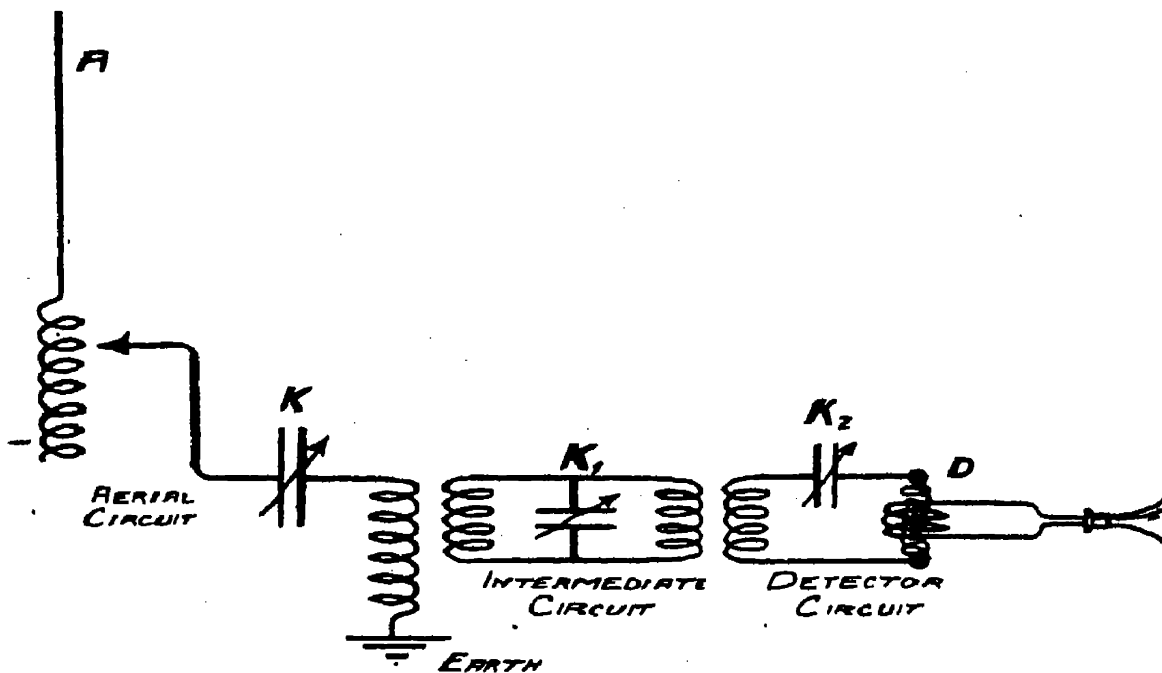 A
K
AERIAL
CIRCUIT
K₁
INTERMEDIATE
CIRCUIT
K₂
D
DETECTOR
CIRCUIT
EARTH